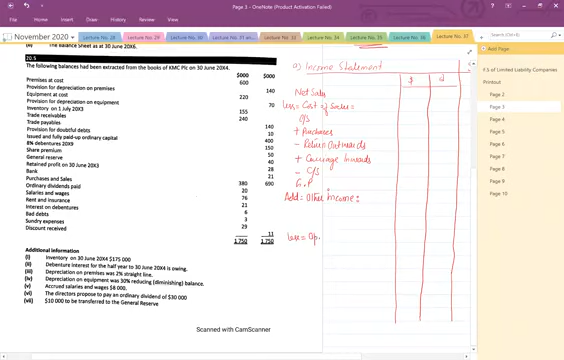 Page 3 - OneNote (Product Activation Failed)
FILE HOME INSERT DRAW HISTORY REVIEW VIEW
November 2020 Lecture No. 28 Lecture No. 29 Lecture No. 30 Lecture No. 31 an... Lecture No. 33 Lecture No. 34 Lecture No. 35 Lecture No. 36 Lecture No. 37
Search (Ctrl+E)
Add Page
F.S of Limited Liability Companies
Printout
Page 2
Page 3
Page 4
Page 5
Page 6
Page 7
Page 8
Page 9
Page 10
The Balance Sheet as at 30 June 20X6.
20.5
The following balances had been extracted from the books of KMC Plc on 30 June 20X4.
$000 $000
Premises at cost 600
Provision for depreciation on premises 140
Equipment at cost 220
Provision for depreciation on equipment 70
Inventory on 1 July 20X3 155
Trade receivables 240
Trade payables 140
Provision for doubtful debts 10
Issued and fully paid-up ordinary capital 400
8% debentures 20X9 150
Share premium 50
General reserve 40
Retained profit on 30 June 20X3 28
Bank 21
Purchases and Sales 380 690
Ordinary dividends paid 20
Salaries and wages 76
Rent and insurance 21
Interest on debentures 6
Bad debts 3
Sundry expenses 29
Discount received 11
1 750 1 750
Additional information
(i) Inventory on 30 June 20X4 $175 000
(ii) Debenture interest for the half year to 30 June 20X4 is owing.
(iii) Depreciation on premises was 2% straight line.
(iv) Depreciation on equipment was 30% reducing (diminishing) balance.
(v) Accrued salaries and wages $8 000.
(vi) The directors propose to pay an ordinary dividend of $30 000
(vii) $10 000 to be transferred to the General Reserve
Scanned with CamScanner
a) Income Statement
$ $
Net Sales
less = Cost of Sales =
O/S
+ Purchases
- Return Outwards
+ Carriage Inwards
- C/S
G.P
Add = Other income :
less = Op.